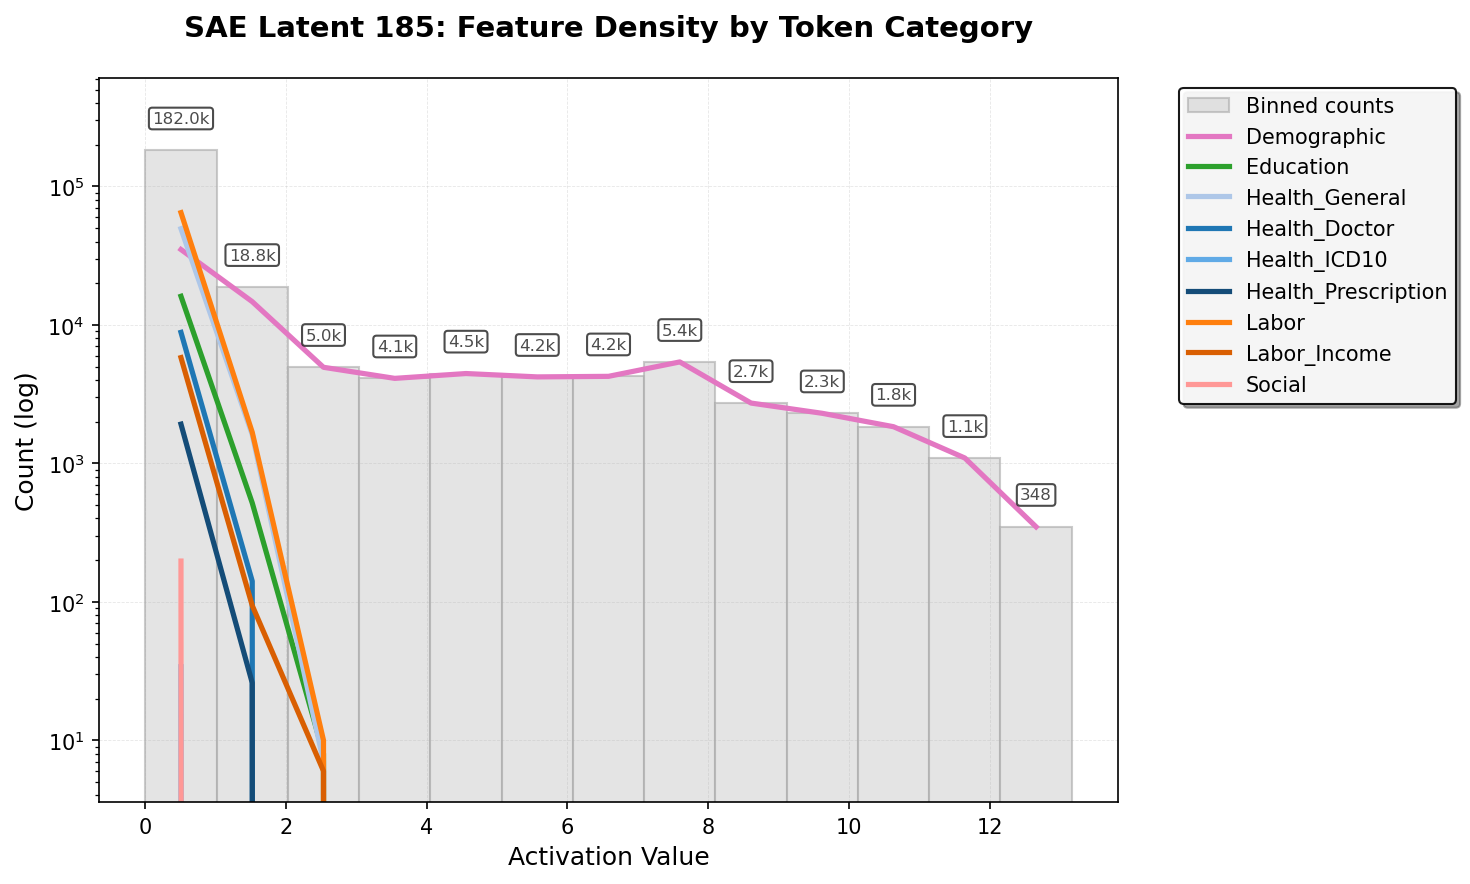 SAE Latent 185: Feature Density by Token Category
Count (log)
10^5
10^4
10^3
10^2
10^1
182.0k
18.8k
5.0k
4.1k
4.5k
4.2k
4.2k
5.4k
2.7k
2.3k
1.8k
1.1k
348
0
2
4
6
8
10
12
Activation Value
Binned counts
Demographic
Education
Health_General
Health_Doctor
Health_ICD10
Health_Prescription
Labor
Labor_Income
Social